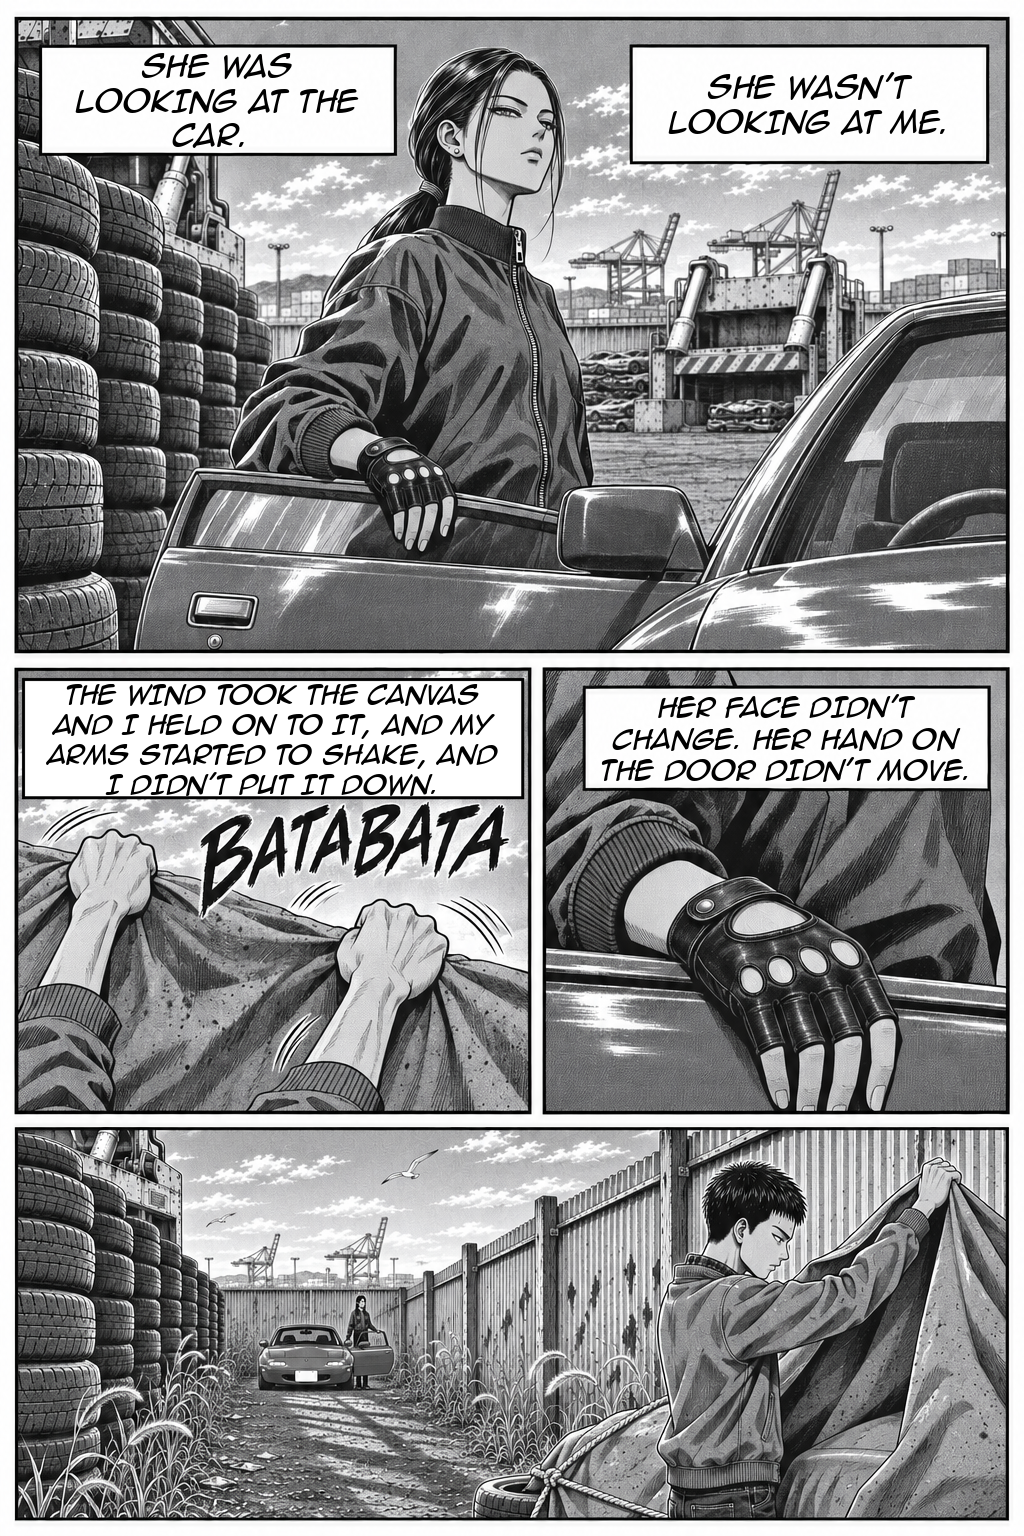 SHE WAS
LOOKING AT THE
CAR.
SHE WASN'T
LOOKING AT ME.
THE WIND TOOK THE CANVAS
AND I HELD ON TO IT, AND MY
ARMS STARTED TO SHAKE, AND
I DIDN'T PUT IT DOWN.
BATABATA
HER FACE DIDN'T
CHANGE. HER HAND ON
THE DOOR DIDN'T MOVE.